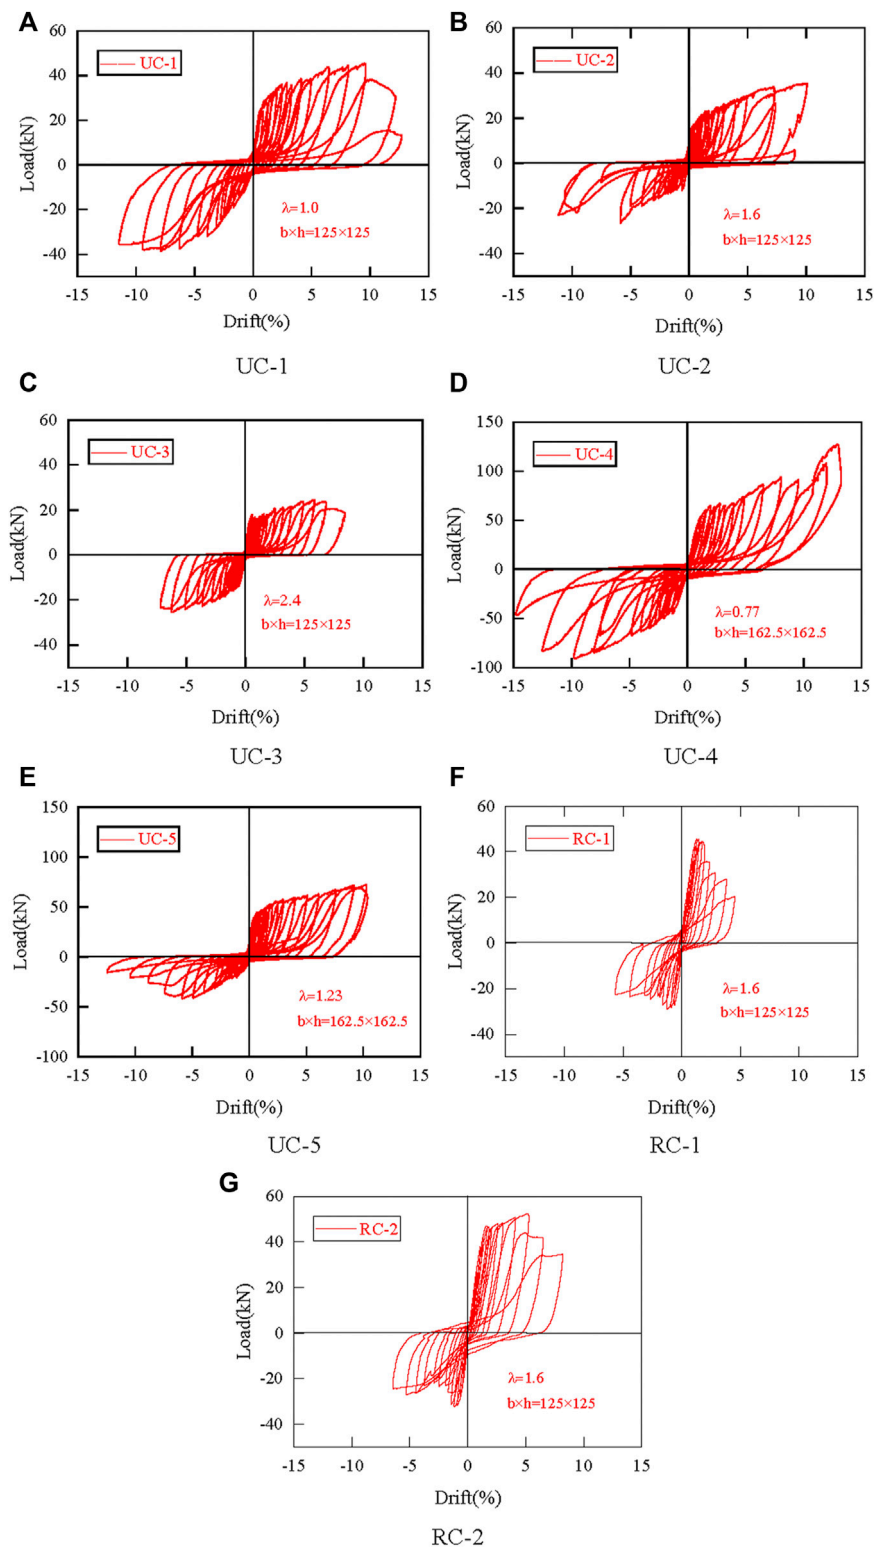 A
60
40
20
0
-20
-40
Load(kN)
UC-1
λ=1.0
b×h=125×125
-15 -10 -5 0 5 10 15
Drift(%)
UC-1
B
60
40
20
0
-20
-40
Load(kN)
UC-2
λ=1.6
b×h=125×125
-15 -10 -5 0 5 10 15
Drift(%)
UC-2
C
60
40
20
0
-20
-40
Load(kN)
UC-3
λ=2.4
b×h=125×125
-15 -10 -5 0 5 10 15
Drift(%)
UC-3
D
150
100
50
0
-50
-100
Load(kN)
UC-4
λ=0.77
b×h=162.5×162.5
-15 -10 -5 0 5 10 15
Drift(%)
UC-4
E
150
100
50
0
-50
-100
Load(kN)
UC-5
λ=1.23
b×h=162.5×162.5
-15 -10 -5 0 5 10 15
Drift(%)
UC-5
F
60
40
20
0
-20
-40
Load(kN)
RC-1
λ=1.6
b×h=125×125
-15 -10 -5 0 5 10 15
Drift(%)
RC-1
G
60
40
20
0
-20
-40
Load(kN)
RC-2
λ=1.6
b×h=125×125
-15 -10 -5 0 5 10 15
Drift(%)
RC-2